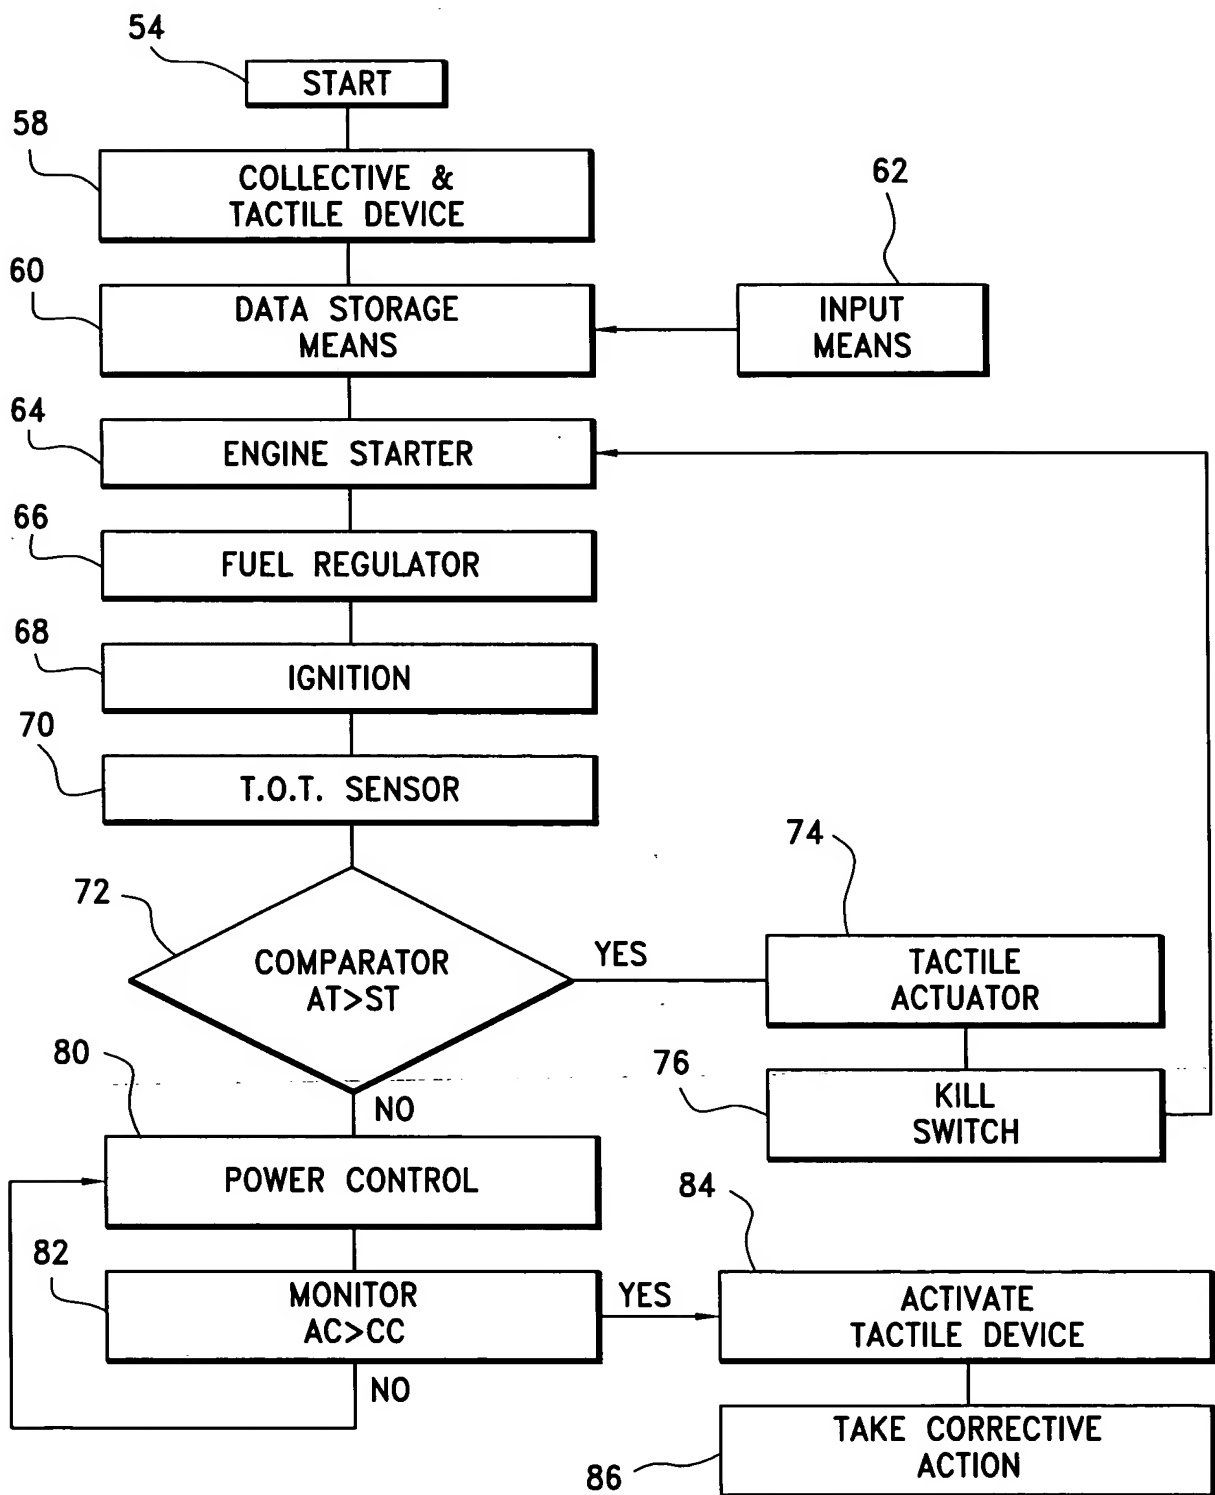 54
START
58
COLLECTIVE &
TACTILE DEVICE
62
60
DATA STORAGE
MEANS
INPUT
MEANS
64
ENGINE STARTER
66
FUEL REGULATOR
68
IGNITION
70
T.O.T. SENSOR
74
72
COMPARATOR
AT>ST
YES
TACTILE
ACTUATOR
80
76
NO
KILL
SWITCH
POWER CONTROL
84
82
MONITOR
AC>CC
YES
ACTIVATE
TACTILE DEVICE
NO
TAKE CORRECTIVE
ACTION
86